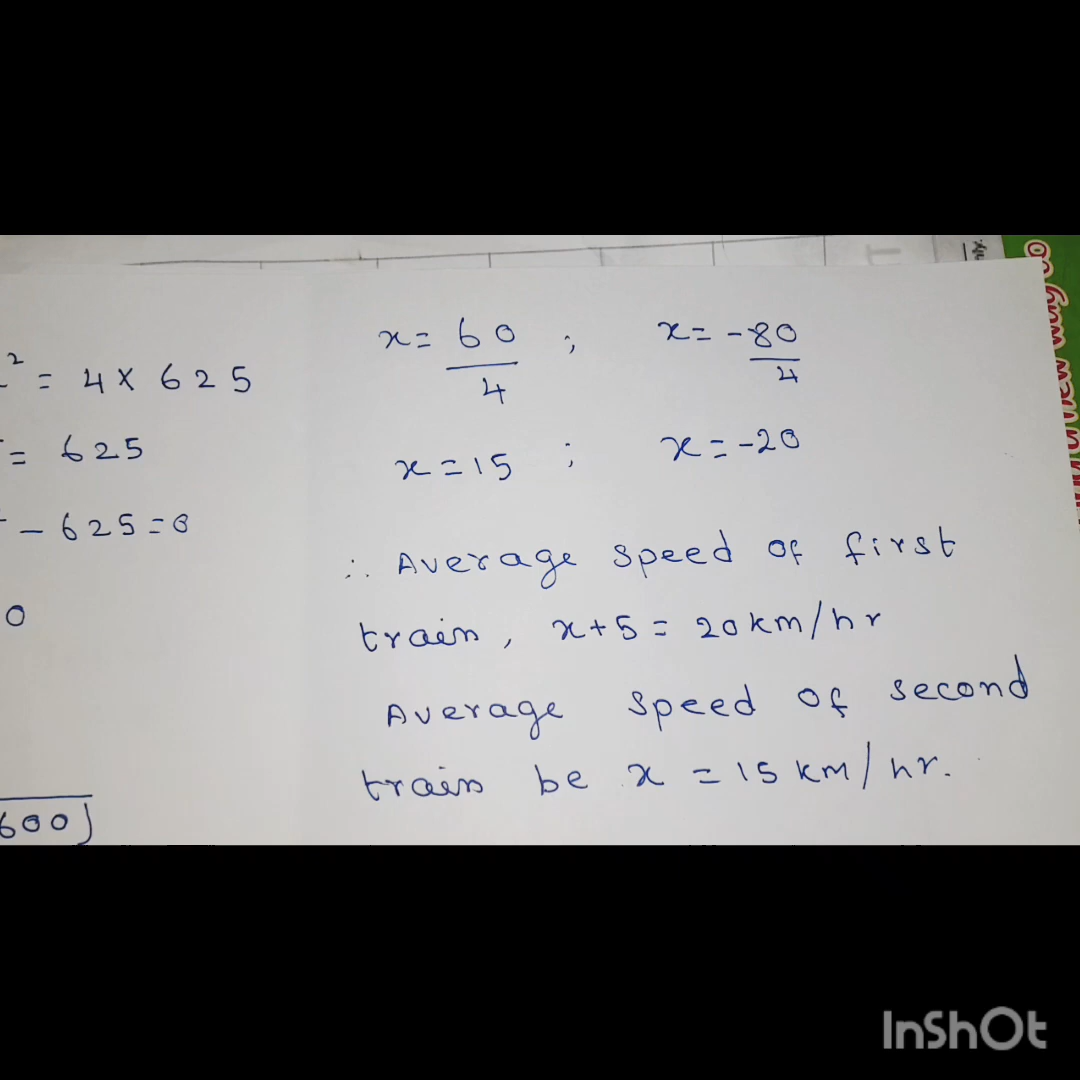 ² = 4 × 625
= 625
- 625 = 0
0
600)
x = 60/4 ; x = -80/4
x = 15 ; x = -20
∴ Average speed of first
train, x+5 = 20 km/hr
Average speed of second
train be x = 15 km/hr.
InShOt